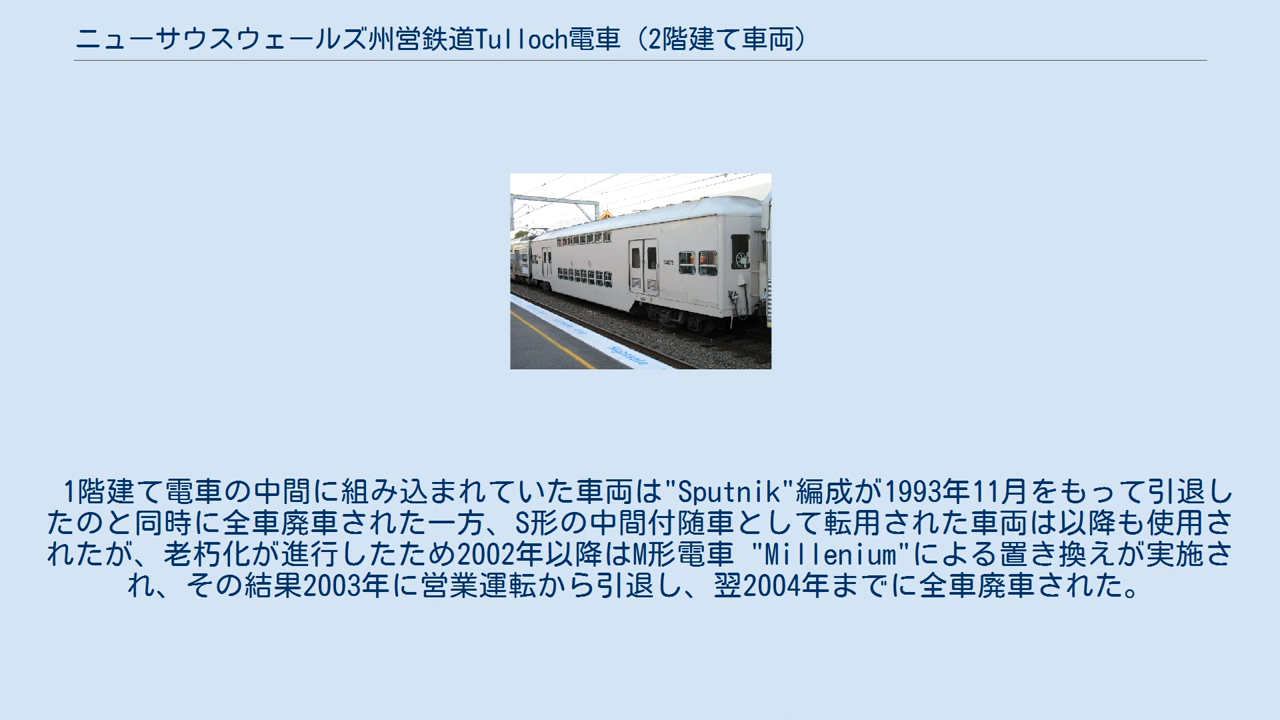 ニューサウスウェールズ州営鉄道Tulloch電車（2階建て車両）
1階建て電車の中間に組み込まれていた車両は"Sputnik"編成が1993年11月をもって引退し
たのと同時に全車廃車された一方、S形の中間付随車として転用された車両は以降も使用さ
れたが、老朽化が進行したため2002年以降はM形電車 "Millenium"による置き換えが実施さ
れ、その結果2003年に営業運転から引退し、翌2004年までに全車廃車された。